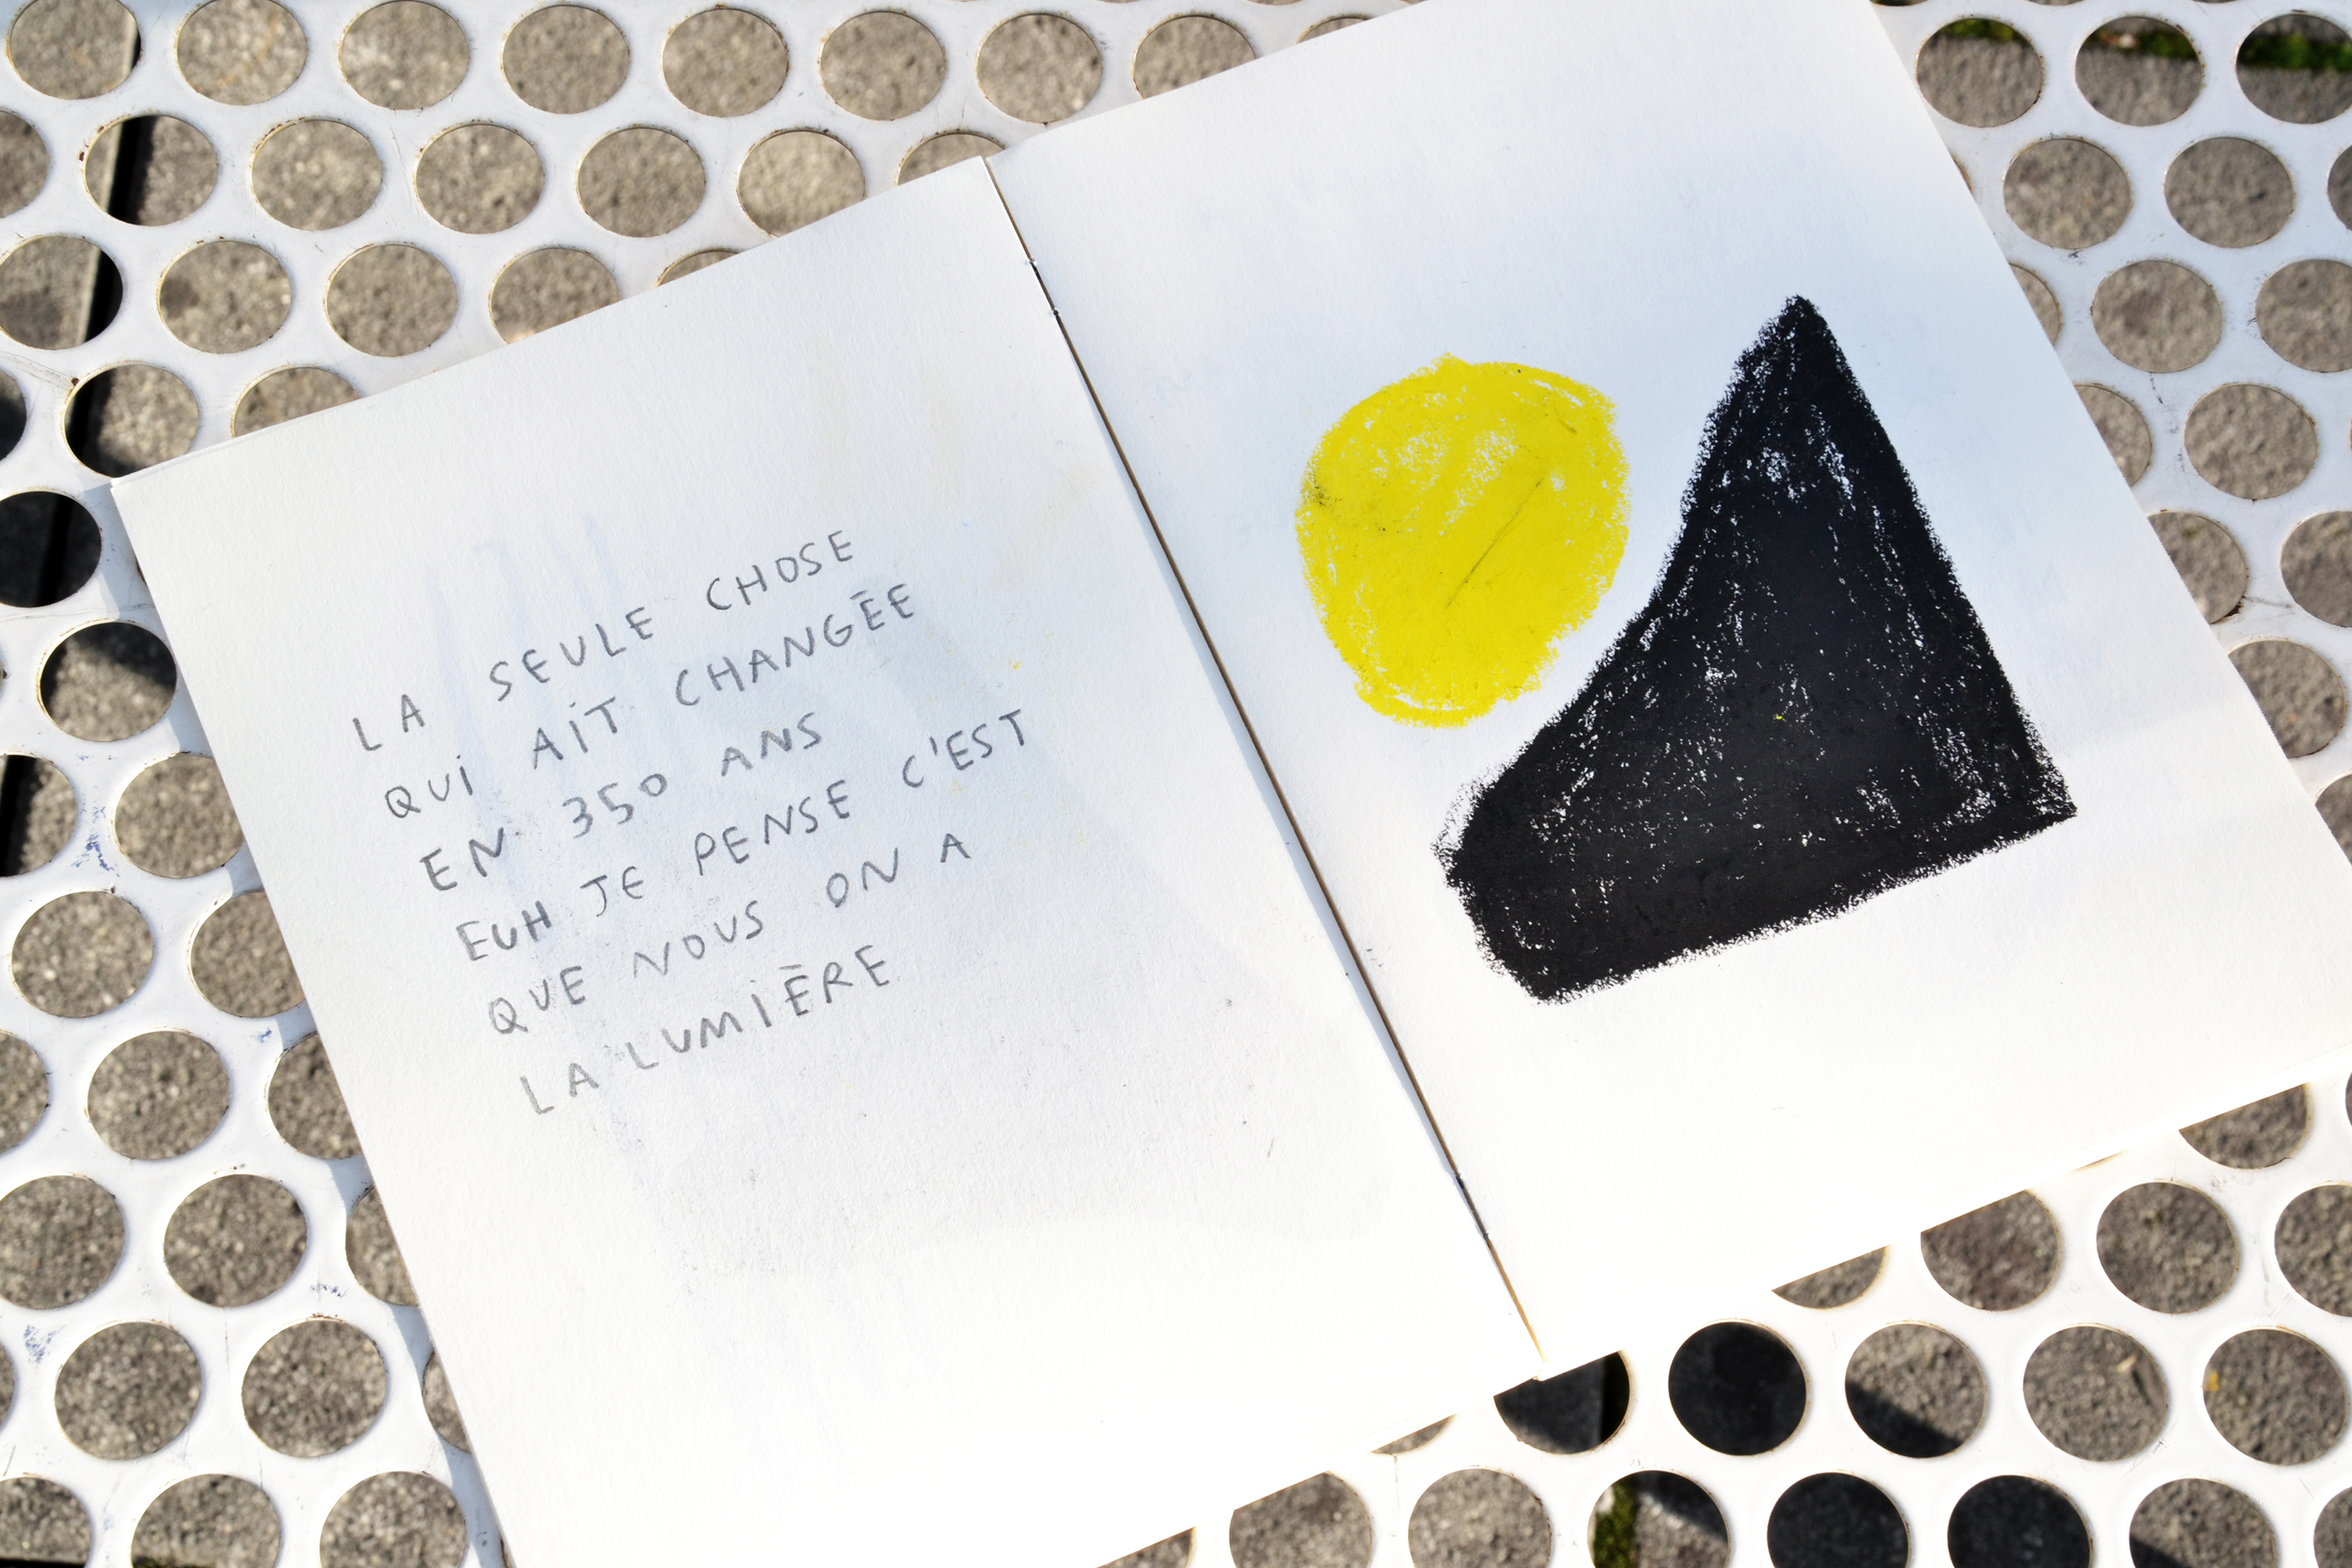 LA SEULE CHOSE
QUi AiT CHANGÉE
EN 350 ANS
EUH JE PENSE C'EST
QUE NOUS ON A
LA LUMiÈRE